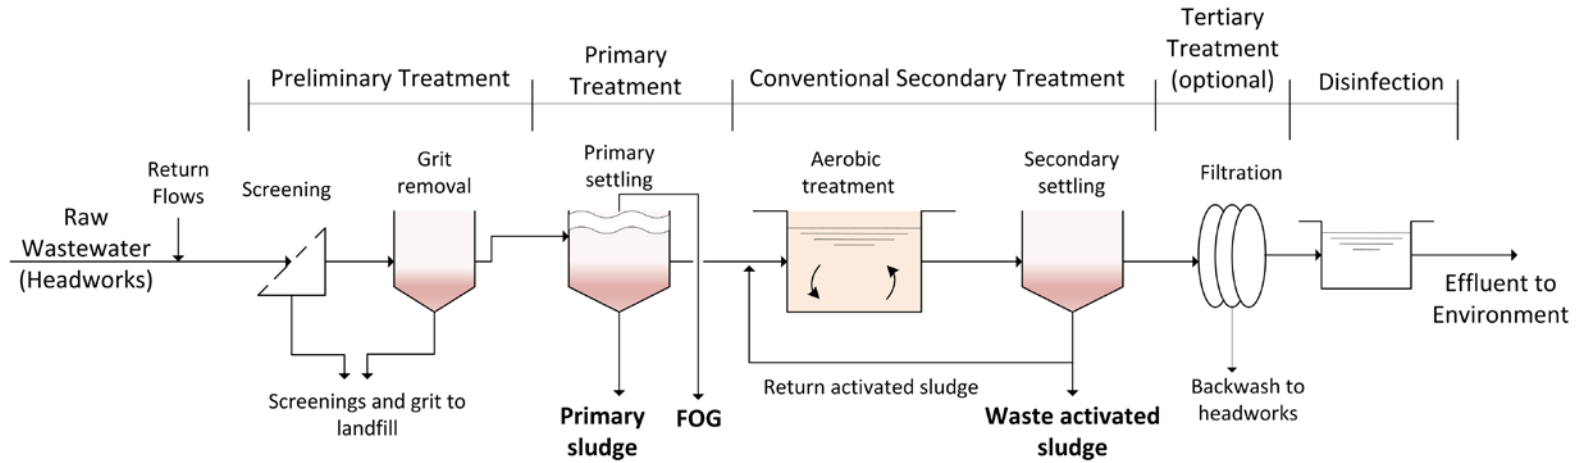 Preliminary Treatment
Primary
Treatment
Conventional Secondary Treatment
Tertiary
Treatment
(optional)
Disinfection
Raw
Wastewater
(Headworks)
Return
Flows
Screening
Grit
removal
Primary
settling
Aerobic
treatment
Secondary
settling
Filtration
Effluent to
Environment
Screenings and grit to
landfill
Primary
sludge
FOG
Return activated sludge
Waste activated
sludge
Backwash to
headworks